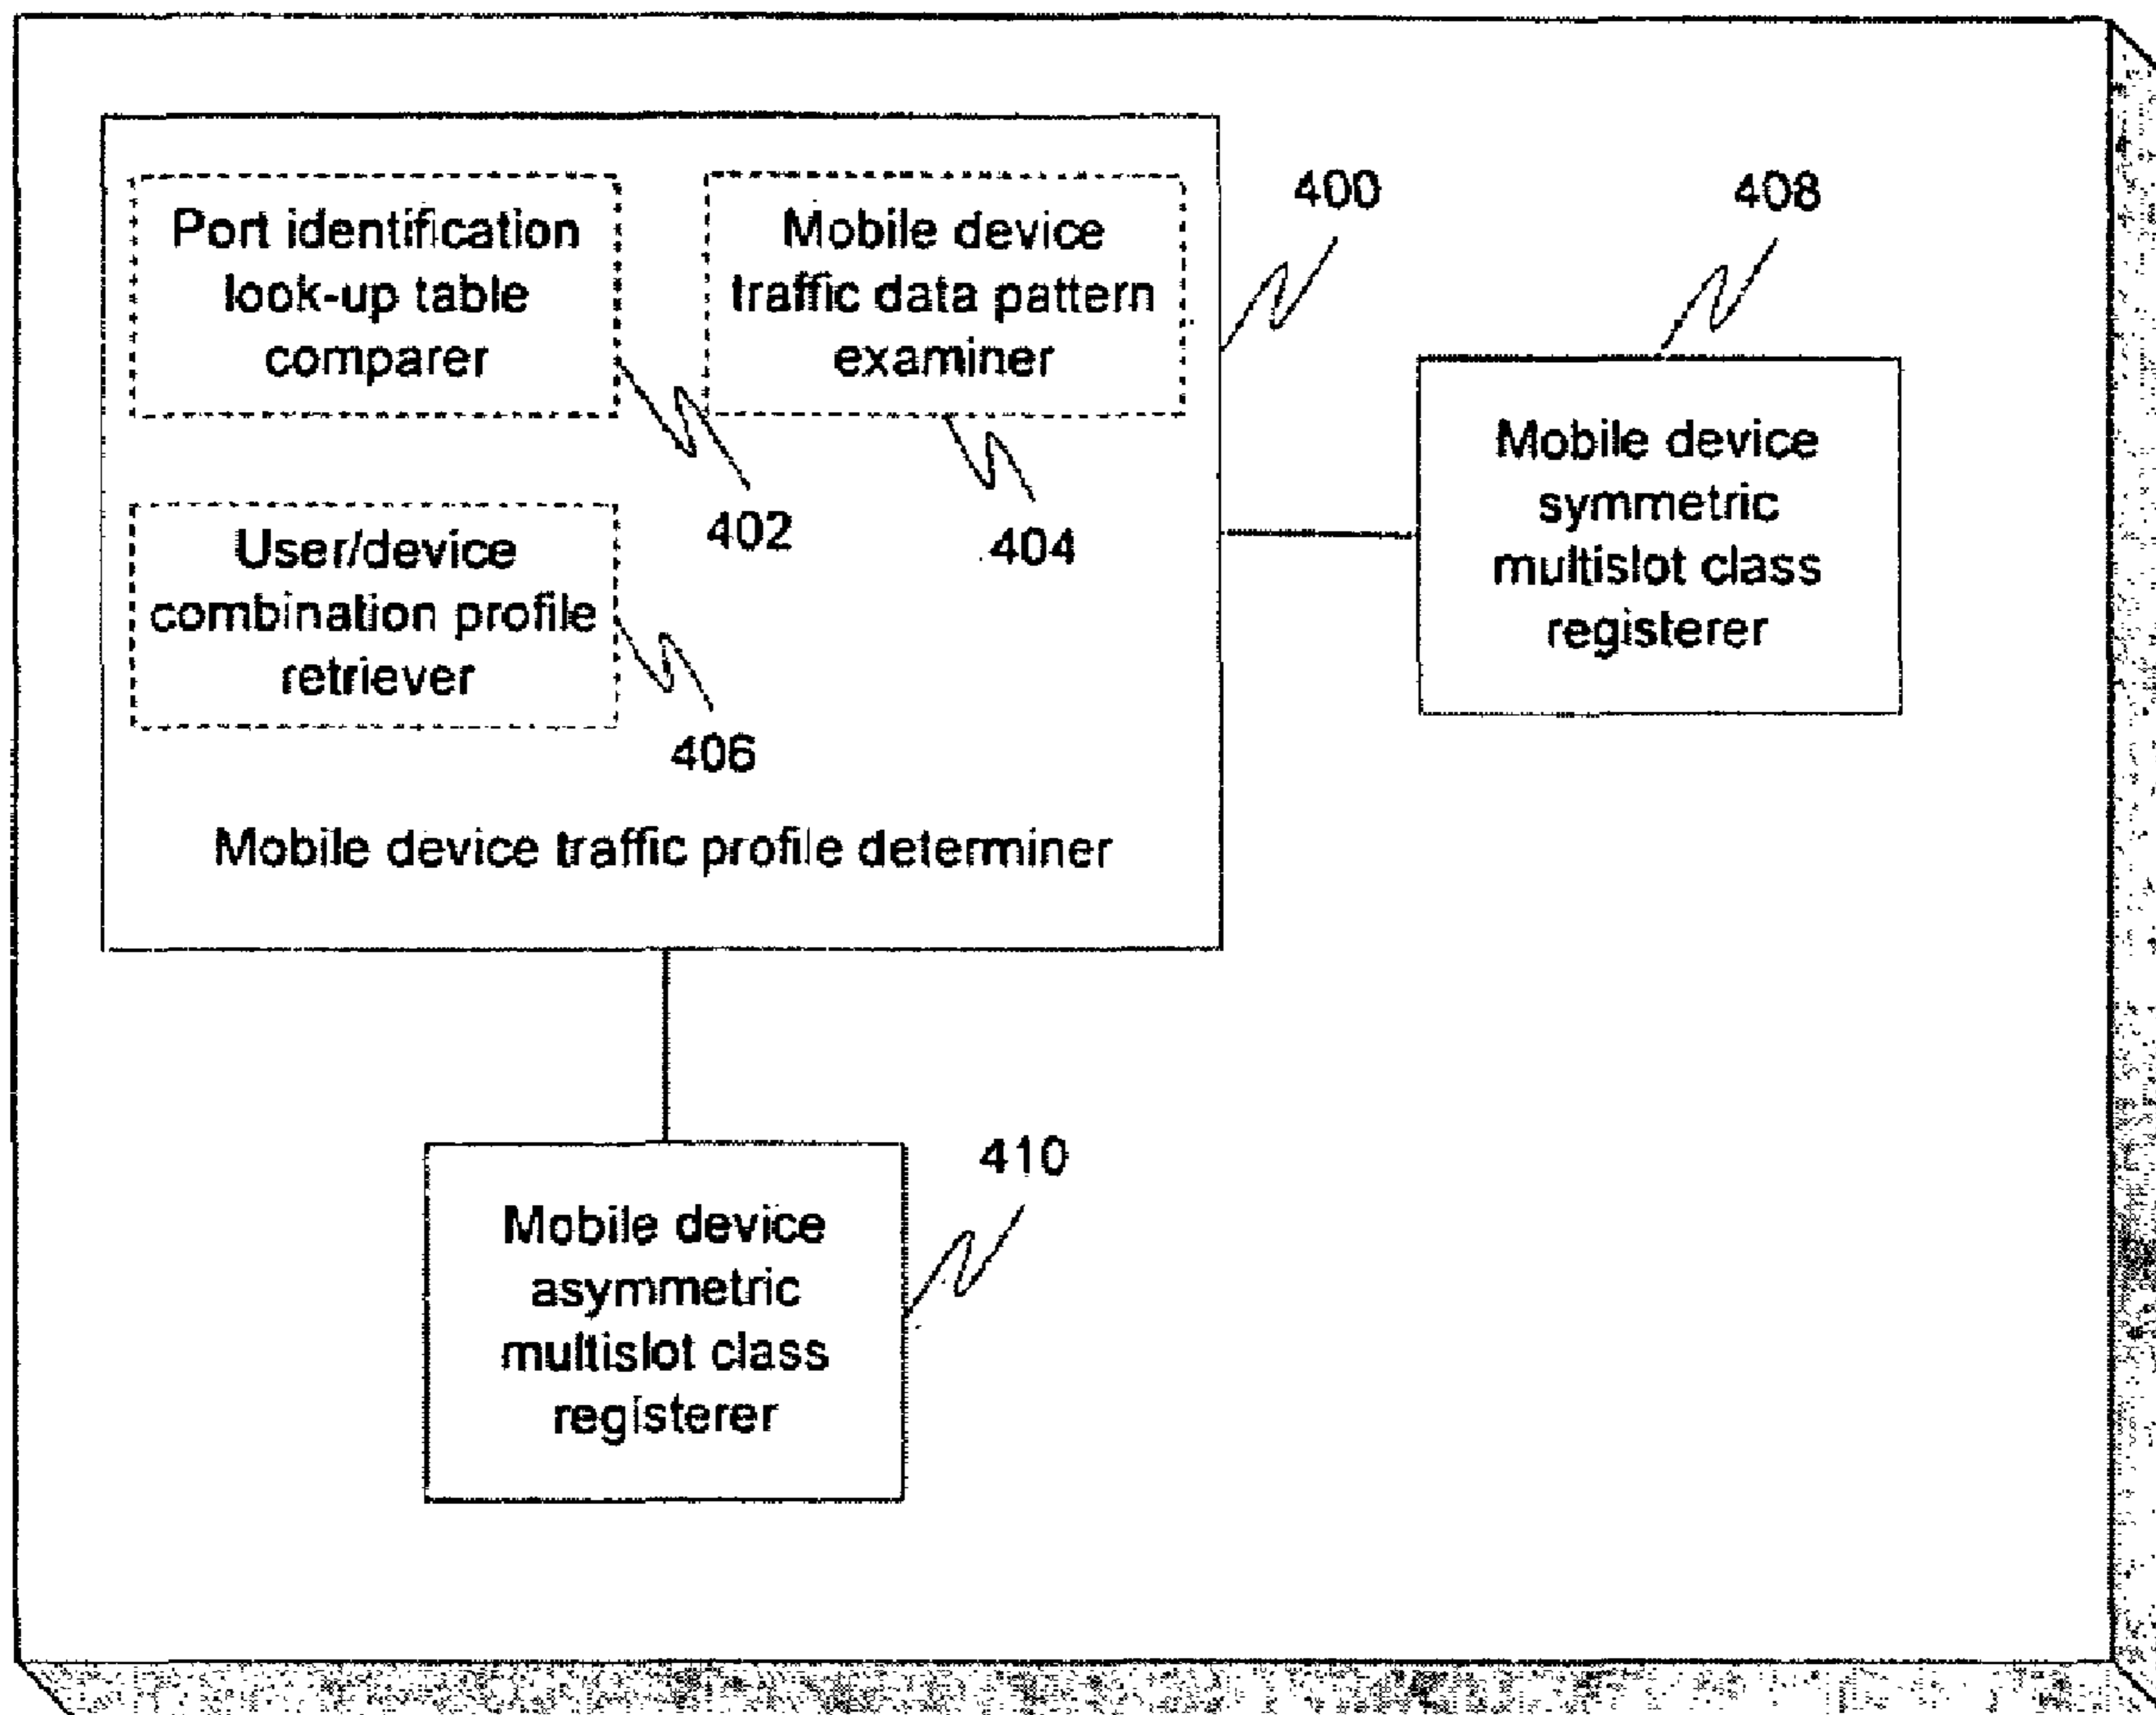 Port identification
look-up table
comparer
Mobile device
traffic data pattern
examiner
400
408
402
404
User/device
combination profile
retriever
406
Mobile device traffic profile determiner
Mobile device
symmetric
multislot class
registerer
410
Mobile device
asymmetric
multislot class
registerer